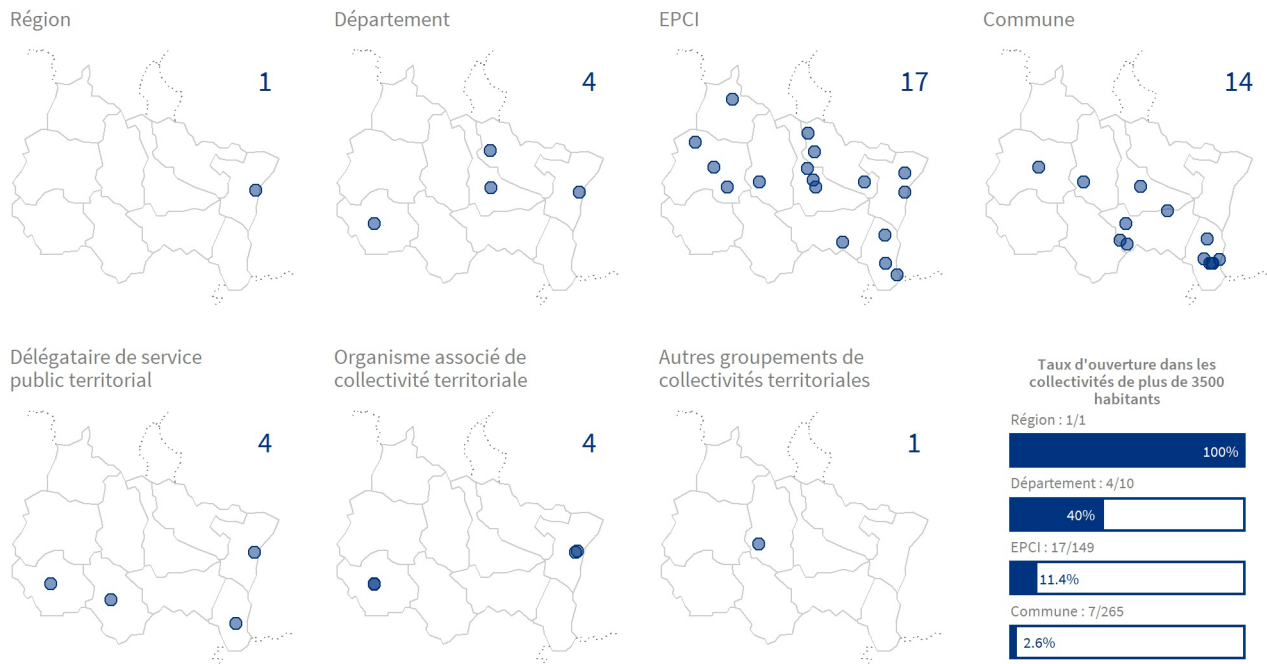 Région
1
Département
4
EPCI
17
Commune
14
Délégataire de service
public territorial
4
Organisme associé de
collectivité territoriale
4
Autres groupements de
collectivités territoriales
1
Taux d'ouverture dans les
collectivités de plus de 3500
habitants
Région : 1/1
100%
Département : 4/10
40%
EPCI : 17/149
11.4%
Commune : 7/265
2.6%